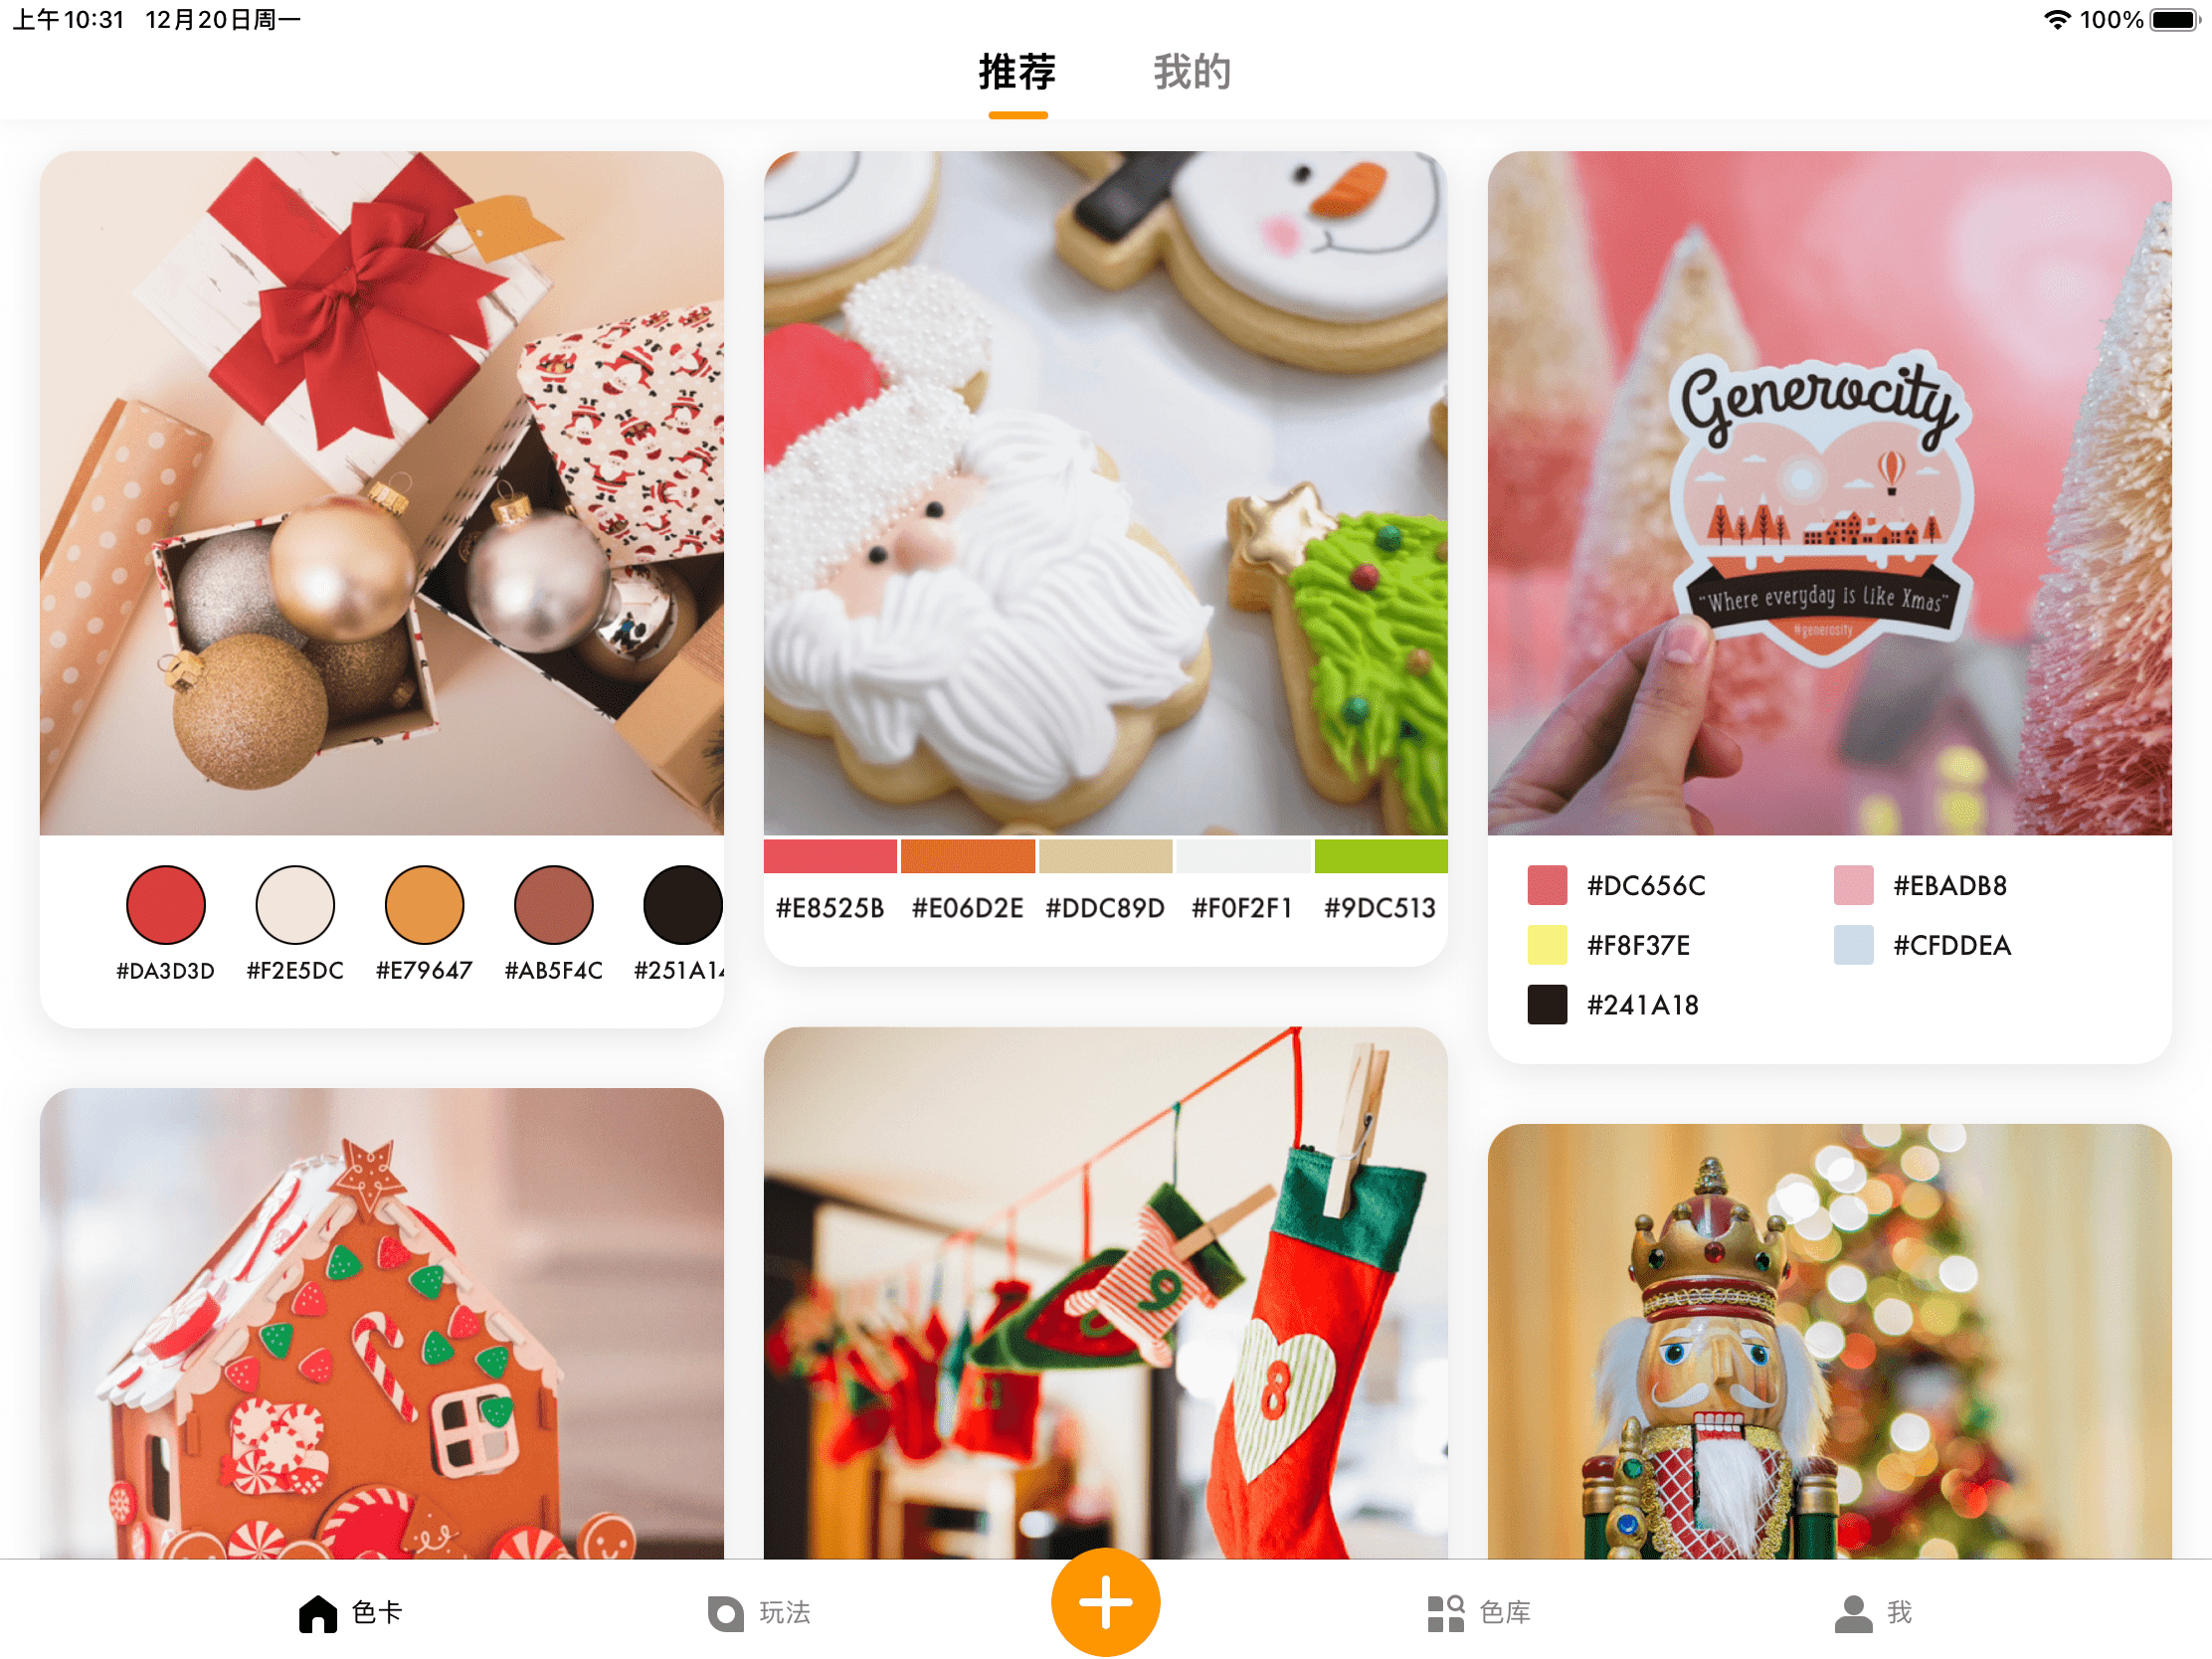 上午10:31 12月20日周一
100%
推荐 我的
#DA3D3D #F2E5DC #E79647 #AB5F4C #251A14
#E8525B #E06D2E #DDC89D #F0F2F1 #9DC513
Generocity
"Where everyday is like Xmas"
#generosity
#DC656C #EBADB8
#F8F37E #CFDDEA
#241A18
9
8
色卡 玩法 色库 我